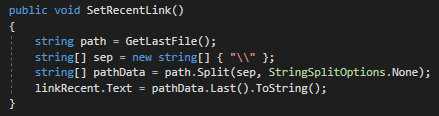 public void SetRecentLink()
{
    string path = GetLastFile();
    string[] sep = new string[] { "\\" };
    string[] pathData = path.Split(sep, StringSplitOptions.None);
    linkRecent.Text = pathData.Last().ToString();
}